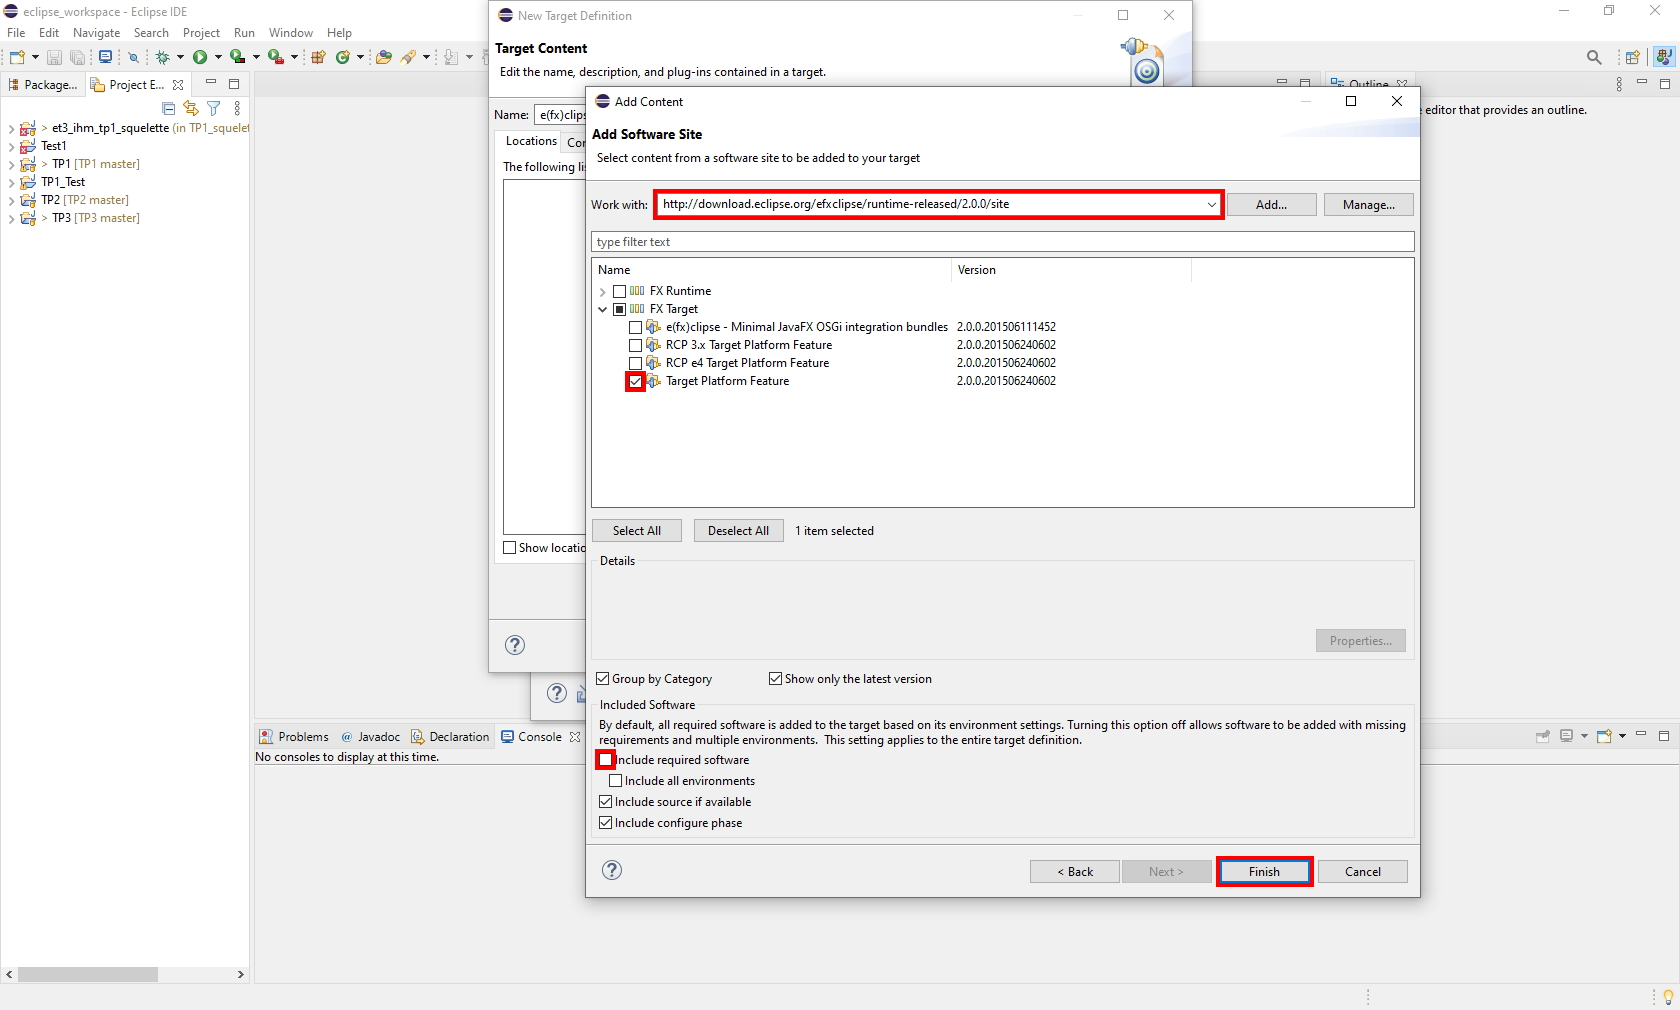 eclipse_workspace - Eclipse IDE
File Edit Navigate Search Project Run Window Help
Package...
Project E...
> et3_ihm_tp1_squelette (in TP1_squelet
Test1
> TP1 [TP1 master]
TP1_Test
TP2 [TP2 master]
> TP3 [TP3 master]
New Target Definition
Target Content
Edit the name, description, and plug-ins contained in a target.
Name: e(fx)clips
Locations
Con
The following li
Show locatio
Outline
editor that provides an outline.
Add Content
Add Software Site
Select content from a software site to be added to your target
Work with: http://download.eclipse.org/efxclipse/runtime-released/2.0.0/site Add... Manage...
type filter text
Name Version
FX Runtime
FX Target
e(fx)clipse - Minimal JavaFX OSGi integration bundles 2.0.0.201506111452
RCP 3.x Target Platform Feature 2.0.0.201506240602
RCP e4 Target Platform Feature 2.0.0.201506240602
Target Platform Feature 2.0.0.201506240602
Select All Deselect All 1 item selected
Details
Properties...
Group by Category Show only the latest version
Included Software
By default, all required software is added to the target based on its environment settings. Turning this option off allows software to be added with missing
requirements and multiple environments. This setting applies to the entire target definition.
Include required software
Include all environments
Include source if available
Include configure phase
< Back Next > Finish Cancel
Problems @ Javadoc Declaration Console
No consoles to display at this time.